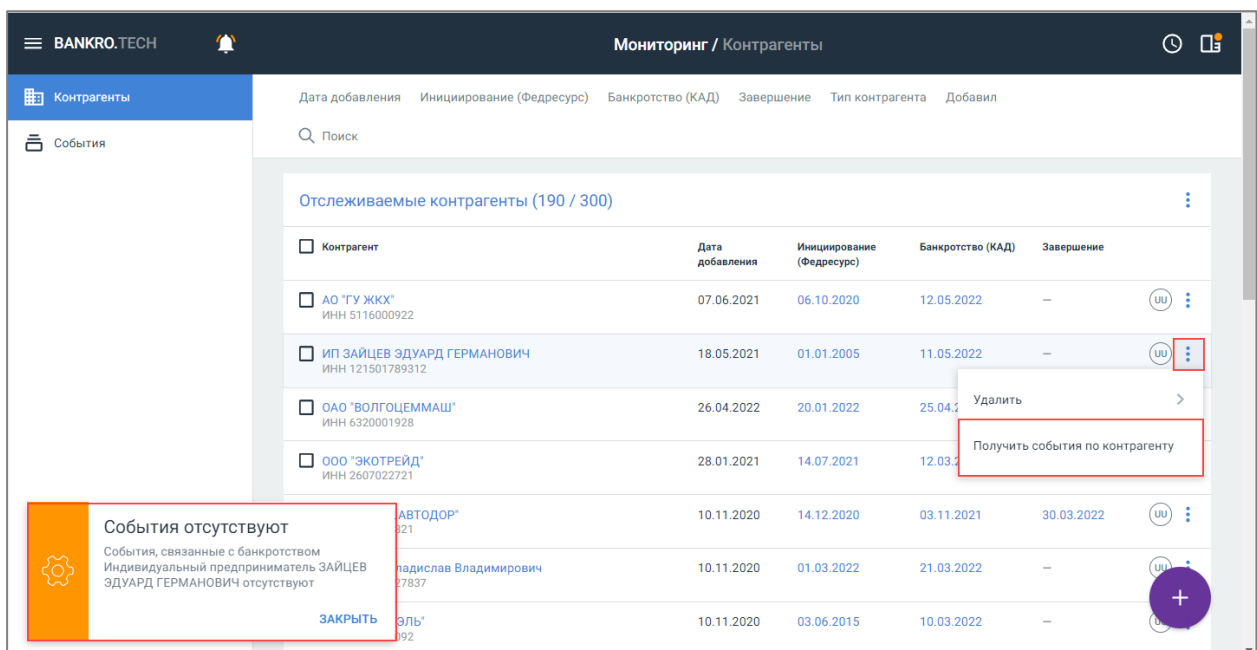 BANKRO.TECH
Мониторинг / Контрагенты
Контрагенты
События
Дата добавления Инициирование (Федресурс) Банкротство (КАД) Завершение Тип контрагента Добавил
Поиск
Отслеживаемые контрагенты (190 / 300)
Контрагент Дата добавления Инициирование (Федресурс) Банкротство (КАД) Завершение
АО "ГУ ЖКХ" 07.06.2021 06.10.2020 12.05.2022 – UU
ИНН 5116000922
ИП ЗАЙЦЕВ ЭДУАРД ГЕРМАНОВИЧ 18.05.2021 01.01.2005 11.05.2022 – UU
ИНН 121501789312
Удалить
Получить события по контрагенту
ОАО "ВОЛГОЦЕММАШ" 26.04.2022 20.01.2022 25.04.2
ИНН 6320001928
ООО "ЭКОТРЕЙД" 28.01.2021 14.07.2021 12.03.2
ИНН 2607022721
АВТОДОР" 10.11.2020 14.12.2020 03.11.2021 30.03.2022 UU
321
ладислав Владимирович 10.11.2020 01.03.2022 21.03.2022 –
27837
ЭЛЬ" 10.11.2020 03.06.2015 10.03.2022 –
092
События отсутствуют
События, связанные с банкротством
Индивидуальный предприниматель ЗАЙЦЕВ
ЭДУАРД ГЕРМАНОВИЧ отсутствуют
ЗАКРЫТЬ